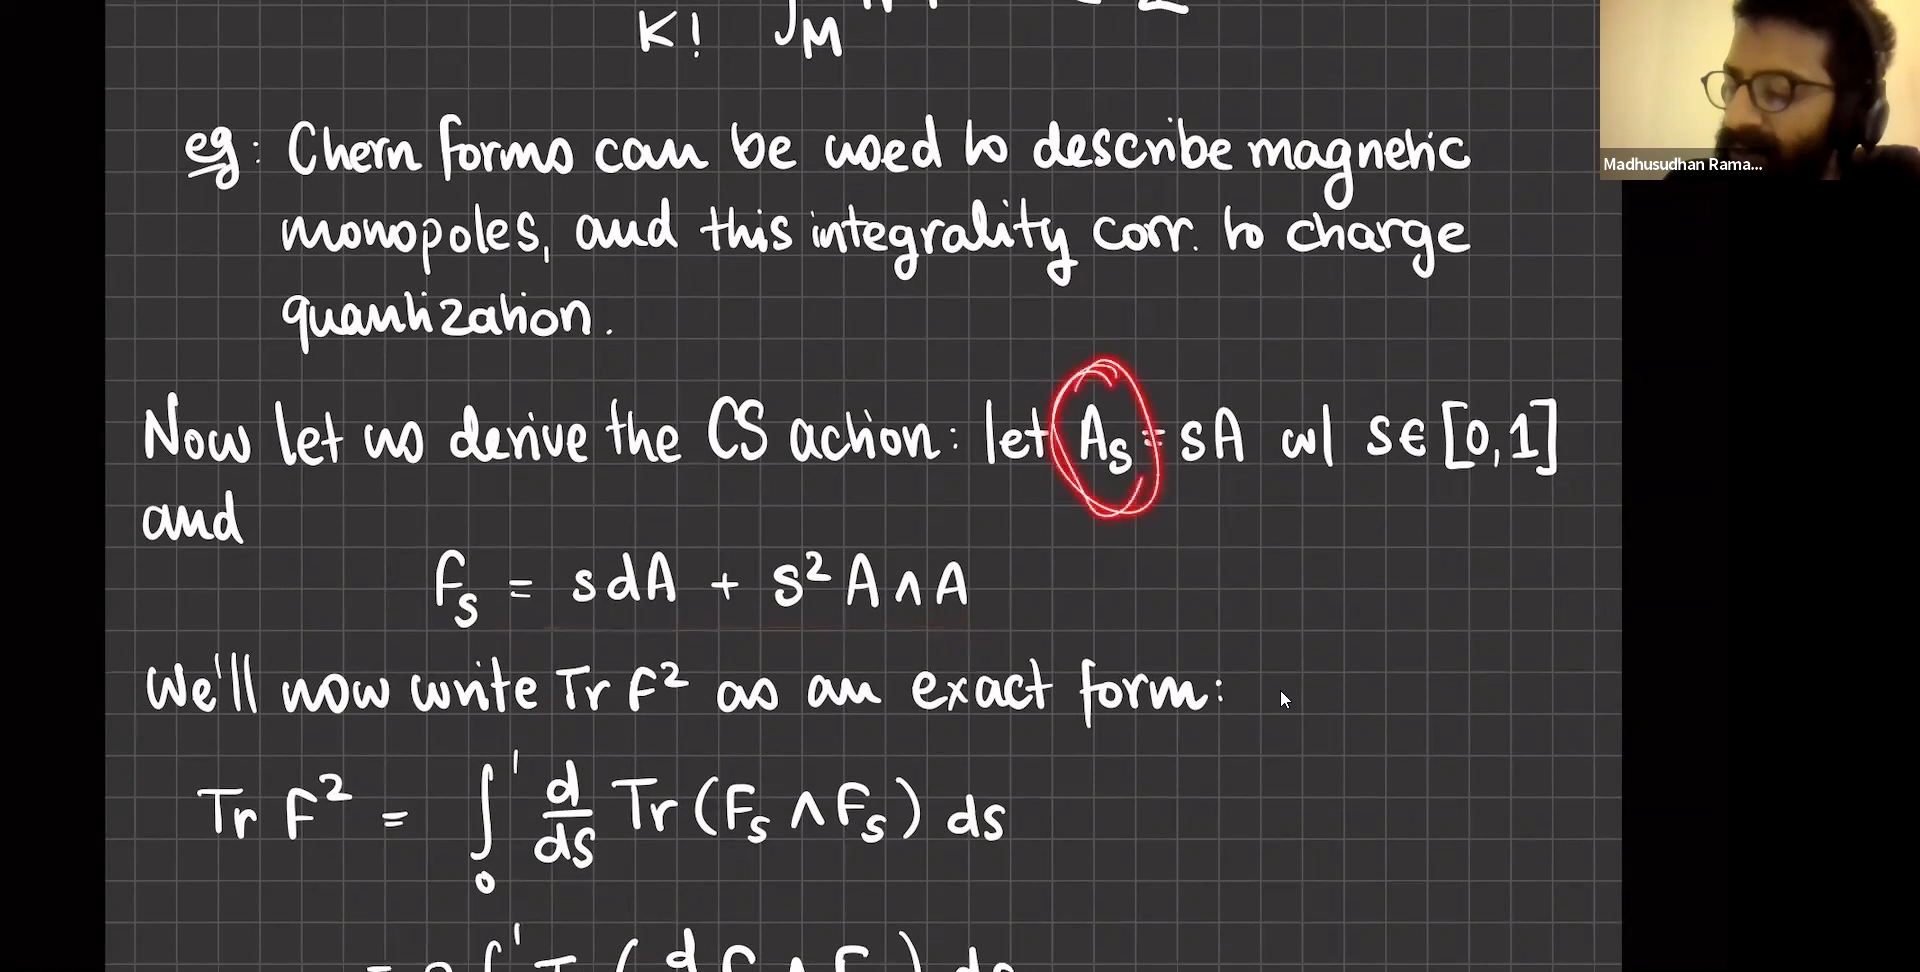 K! ∫M
eg: Chern forms can be used to describe magnetic
Madhusudhan Rama...
monopoles, and this integrality corr. to charge
quantization.
Now let us derive the CS action: let As = sA w/ s∈[0,1]
and
Fs = s dA + s² A ∧ A
We'll now write Tr F² as an exact form:
Tr F² = ∫₀¹ d/ds Tr (Fs ∧ Fs) ds